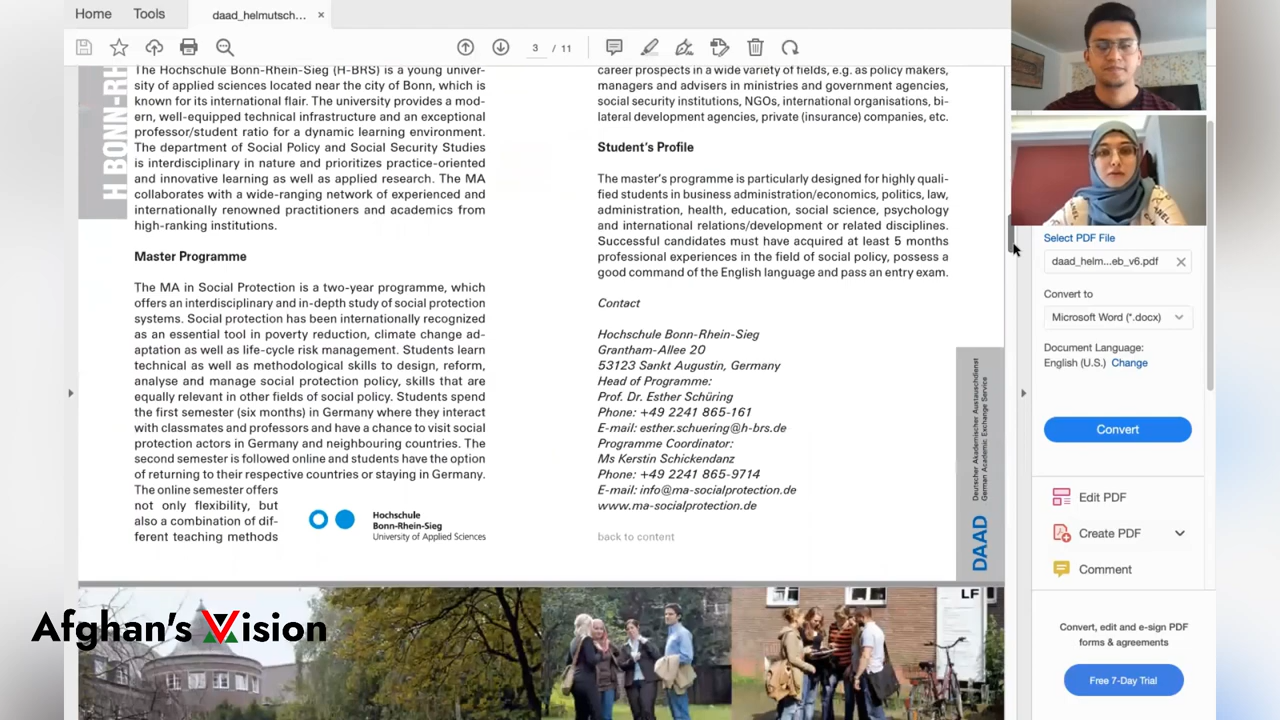 Home
Tools
daad_helmutsch...
3 / 11
H BONN-RH
The Hochschule Bonn-Rhein-Sieg (H-BRS) is a young univer-
sity of applied sciences located near the city of Bonn, which is
known for its international flair. The university provides a mod-
ern, well-equipped technical infrastructure and an exceptional
professor/student ratio for a dynamic learning environment.
The department of Social Policy and Social Security Studies
is interdisciplinary in nature and prioritizes practice-oriented
and innovative learning as well as applied research. The MA
collaborates with a wide-ranging network of experienced and
internationally renowned practitioners and academics from
high-ranking institutions.
Master Programme
The MA in Social Protection is a two-year programme, which
offers an interdisciplinary and in-depth study of social protection
systems. Social protection has been internationally recognized
as an essential tool in poverty reduction, climate change ad-
aptation as well as life-cycle risk management. Students learn
technical as well as methodological skills to design, reform,
analyse and manage social protection policy, skills that are
equally relevant in other fields of social policy. Students spend
the first semester (six months) in Germany where they interact
with classmates and professors and have a chance to visit social
protection actors in Germany and neighbouring countries. The
second semester is followed online and students have the option
of returning to their respective countries or staying in Germany.
The online semester offers
not only flexibility, but
also a combination of dif-
ferent teaching methods
Hochschule
Bonn-Rhein-Sieg
University of Applied Sciences
career prospects in a wide variety of fields, e.g. as policy makers,
managers and advisers in ministries and government agencies,
social security institutions, NGOs, international organisations, bi-
lateral development agencies, private (insurance) companies, etc.
Student's Profile
The master's programme is particularly designed for highly quali-
fied students in business administration/economics, politics, law,
administration, health, education, social science, psychology
and international relations/development or related disciplines.
Successful candidates must have acquired at least 5 months
professional experiences in the field of social policy, possess a
good command of the English language and pass an entry exam.
Contact
Hochschule Bonn-Rhein-Sieg
Grantham-Allee 20
53123 Sankt Augustin, Germany
Head of Programme:
Prof. Dr. Esther Schüring
Phone: +49 2241 865-161
E-mail: esther.schuering@h-brs.de
Programme Coordinator:
Ms Kerstin Schickendanz
Phone: +49 2241 865-9714
E-mail: info@ma-socialprotection.de
www.ma-socialprotection.de
back to content
DAAD
Deutscher Akademischer Austauschdienst
German Academic Exchange Service
LF
Select PDF File
daad_helm...eb_v6.pdf
Convert to
Microsoft Word (*.docx)
Document Language:
English (U.S.) Change
Convert
Edit PDF
Create PDF
Comment
Convert, edit and e-sign PDF
forms & agreements
Free 7-Day Trial
Afghan's Vision